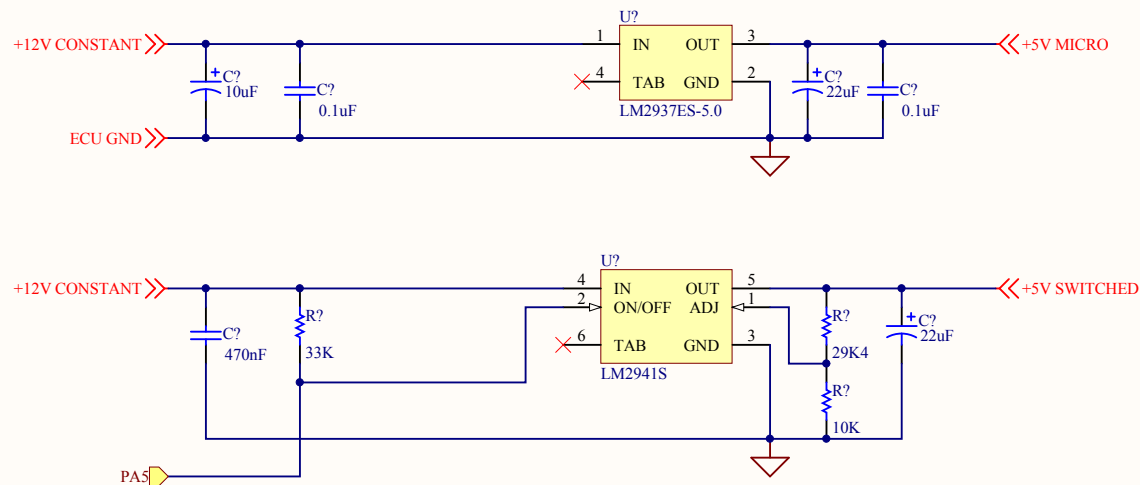 U?
+12V CONSTANT
1
IN
OUT
3
+5V MICRO
C?
10uF
C?
0.1uF
4
TAB
GND
2
C?
22uF
C?
0.1uF
LM2937ES-5.0
ECU GND
U?
+12V CONSTANT
4
IN
OUT
5
+5V SWITCHED
2
ON/OFF
ADJ
1
C?
470nF
R?
33K
6
TAB
GND
3
R?
29K4
C?
22uF
LM2941S
R?
10K
PA5